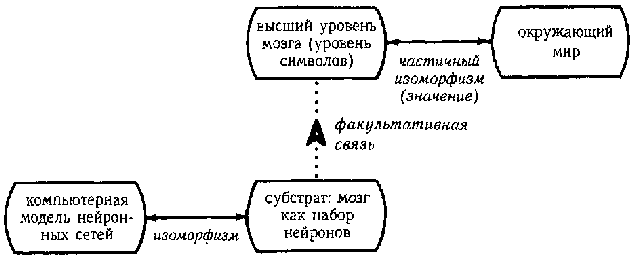 высший уровень
мозга (уровень
символов)
окружающий
мир
частичный
изоморфизм
(значение)
факультативная
связь
компьютерная
модель нейрон-
ных сетей
изоморфизм
субстрат: мозг
как набор
нейронов